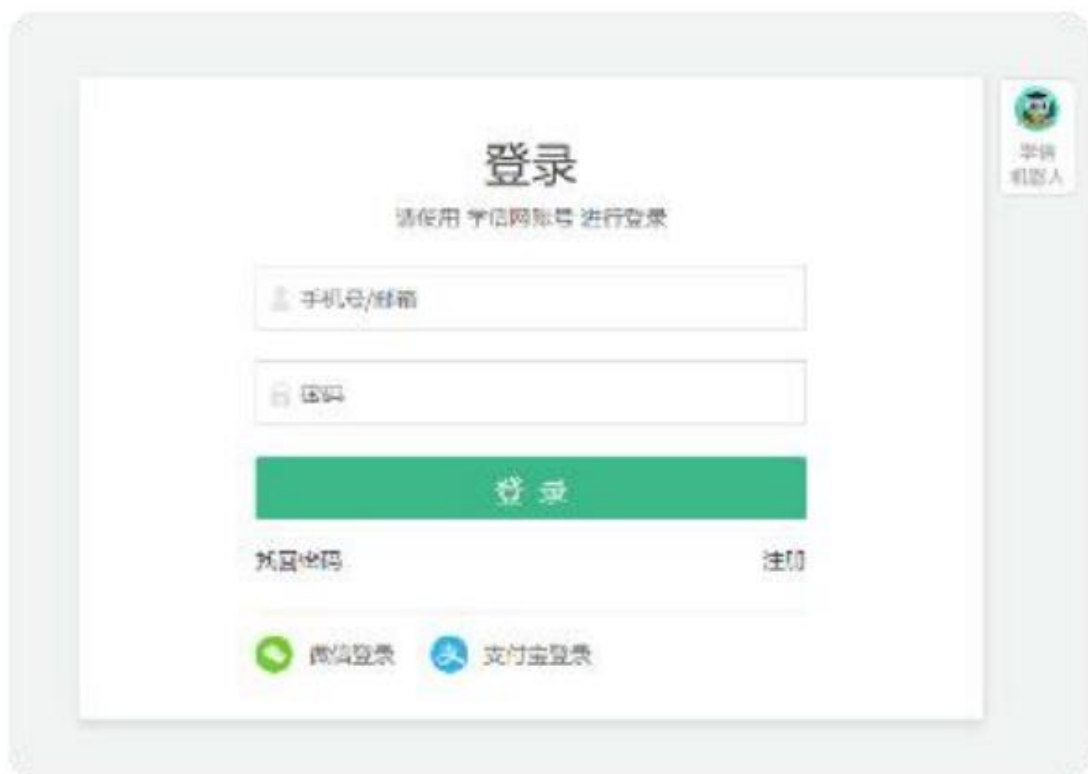 登录
请使用 学信网账号 进行登录
手机号/邮箱
密码
登 录
找回密码
注册
微信登录
支付宝登录
学信
机器人